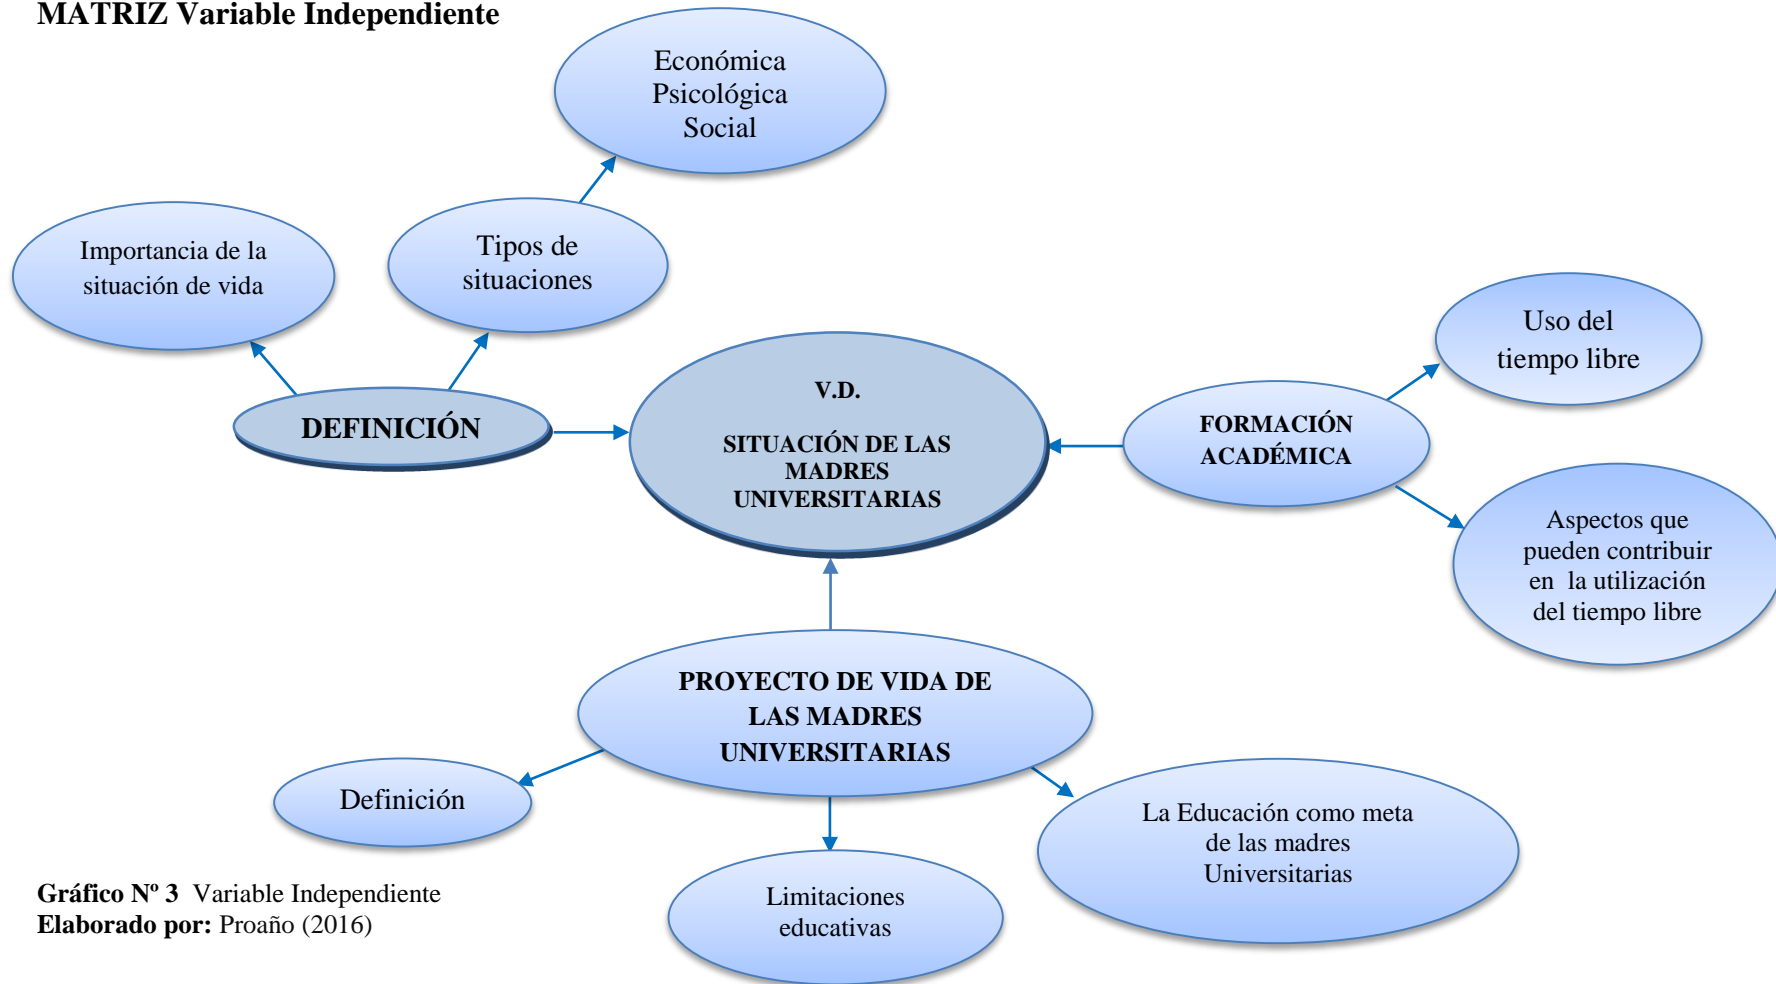 MATRIZ Variable Independiente
Económica
Psicológica
Social
Importancia de la
situación de vida
Tipos de
situaciones
Uso del
tiempo libre
DEFINICIÓN
V.D.
SITUACIÓN DE LAS
MADRES
UNIVERSITARIAS
FORMACIÓN
ACADÉMICA
Aspectos que
pueden contribuir
en  la utilización
del tiempo libre
PROYECTO DE VIDA DE
LAS MADRES
UNIVERSITARIAS
Definición
Limitaciones
educativas
La Educación como meta
de las madres
Universitarias
Gráfico Nº 3  Variable Independiente
Elaborado por: Proaño (2016)